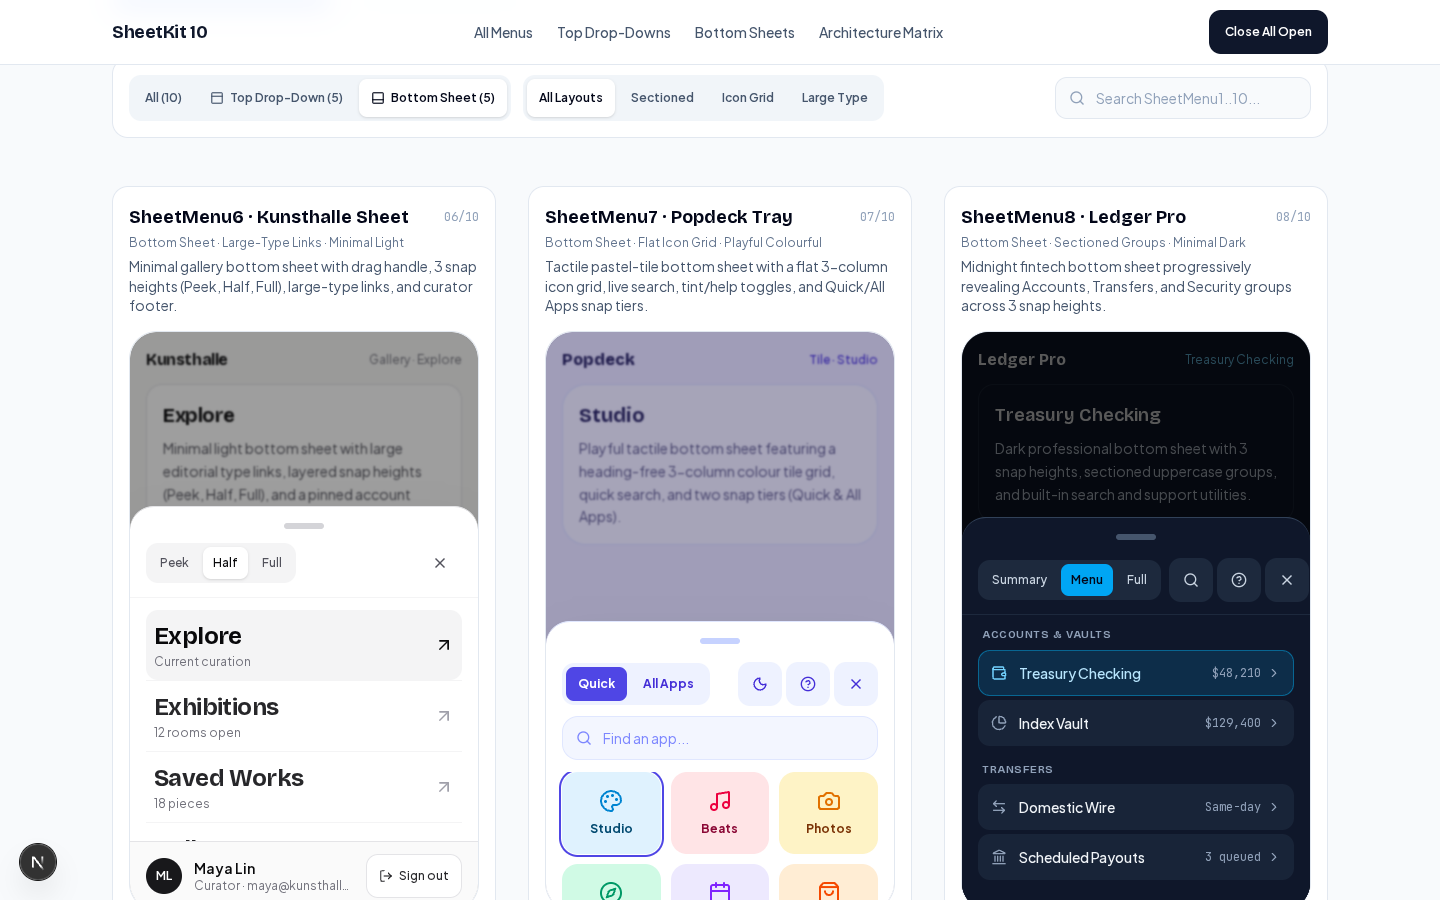 SheetKit 10
All Menus
Top Drop-Downs
Bottom Sheets
Architecture Matrix
Close All Open
All (10)
Top Drop-Down (5)
Bottom Sheet (5)
All Layouts
Sectioned
Icon Grid
Large Type
Search SheetMenu1..10...
SheetMenu6 · Kunsthalle Sheet
06/10
Bottom Sheet · Large-Type Links · Minimal Light
Minimal gallery bottom sheet with drag handle, 3 snap
heights (Peek, Half, Full), large-type links, and curator
footer.
Kunsthalle
Gallery · Explore
Explore
Minimal light bottom sheet with large
editorial type links, layered snap heights
(Peek, Half, Full), and a pinned account
Peek
Half
Full
Explore
Current curation
Exhibitions
12 rooms open
Saved Works
18 pieces
ML
Maya Lin
Curator · maya@kunsthall...
Sign out
SheetMenu7 · Popdeck Tray
07/10
Bottom Sheet · Flat Icon Grid · Playful Colourful
Tactile pastel-tile bottom sheet with a flat 3-column
icon grid, live search, tint/help toggles, and Quick/All
Apps snap tiers.
Popdeck
Tile · Studio
Studio
Playful tactile bottom sheet featuring a
heading-free 3-column colour tile grid,
quick search, and two snap tiers (Quick & All
Apps).
Quick
All Apps
Find an app...
Studio
Beats
Photos
SheetMenu8 · Ledger Pro
08/10
Bottom Sheet · Sectioned Groups · Minimal Dark
Midnight fintech bottom sheet progressively
revealing Accounts, Transfers, and Security groups
across 3 snap heights.
Ledger Pro
Treasury Checking
Treasury Checking
Dark professional bottom sheet with 3
snap heights, sectioned uppercase groups,
and built-in search and support utilities.
Summary
Menu
Full
ACCOUNTS & VAULTS
Treasury Checking
$48,210
Index Vault
$129,400
TRANSFERS
Domestic Wire
Same-day
Scheduled Payouts
3 queued
N